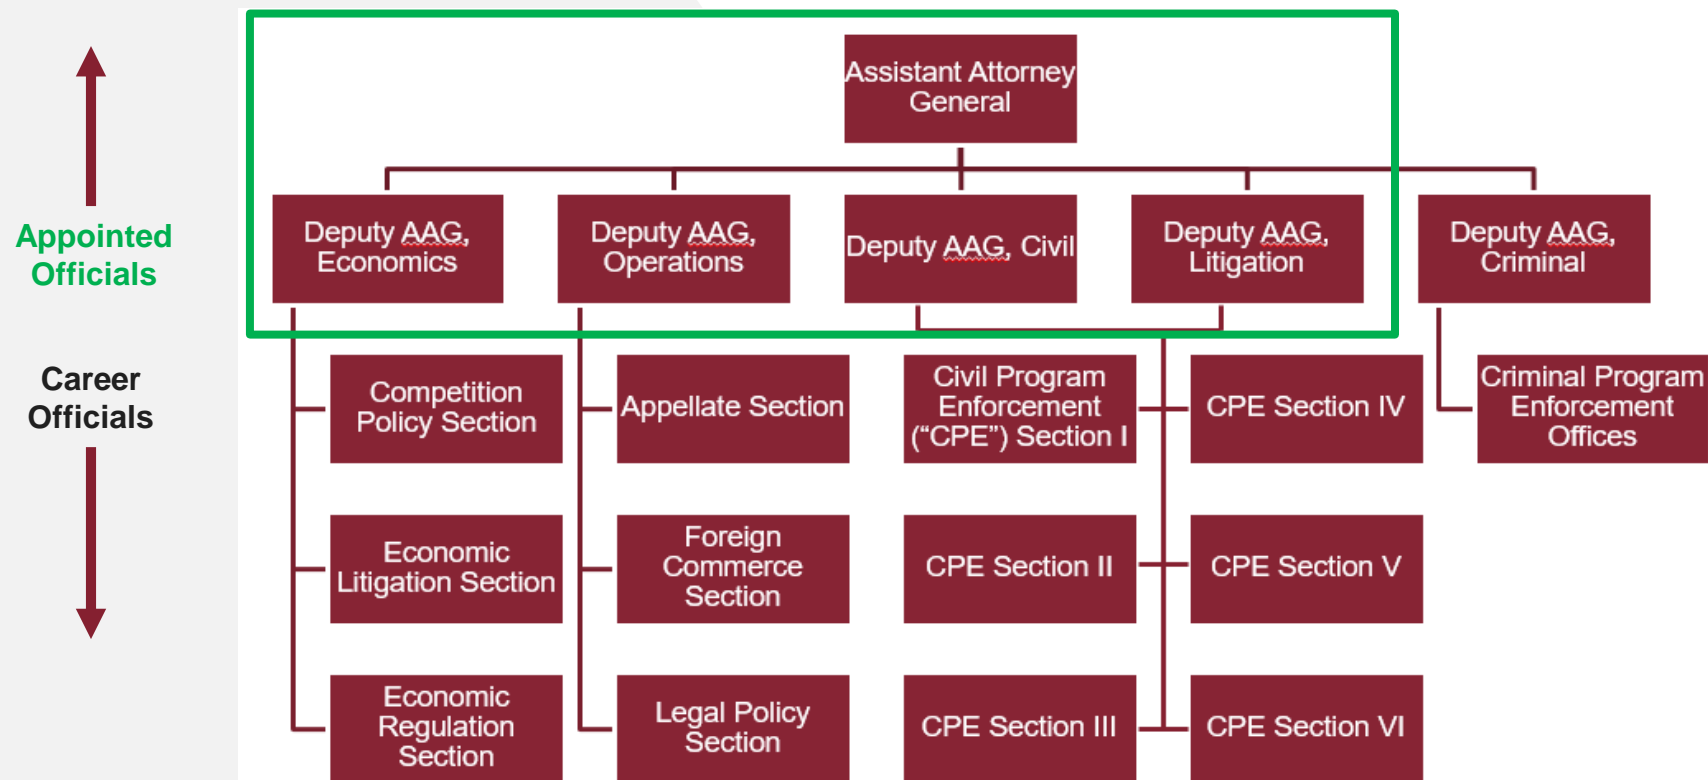 Assistant Attorney
General
Appointed
Officials
Career
Officials
Deputy AAG,
Economics
Deputy AAG,
Operations
Deputy AAG, Civil
Deputy AAG,
Litigation
Deputy AAG,
Criminal
Competition
Policy Section
Appellate Section
Civil Program
Enforcement
(“CPE”) Section I
CPE Section IV
Criminal Program
Enforcement
Offices
Economic
Litigation Section
Foreign
Commerce
Section
CPE Section II
CPE Section V
Economic
Regulation
Section
Legal Policy
Section
CPE Section III
CPE Section VI